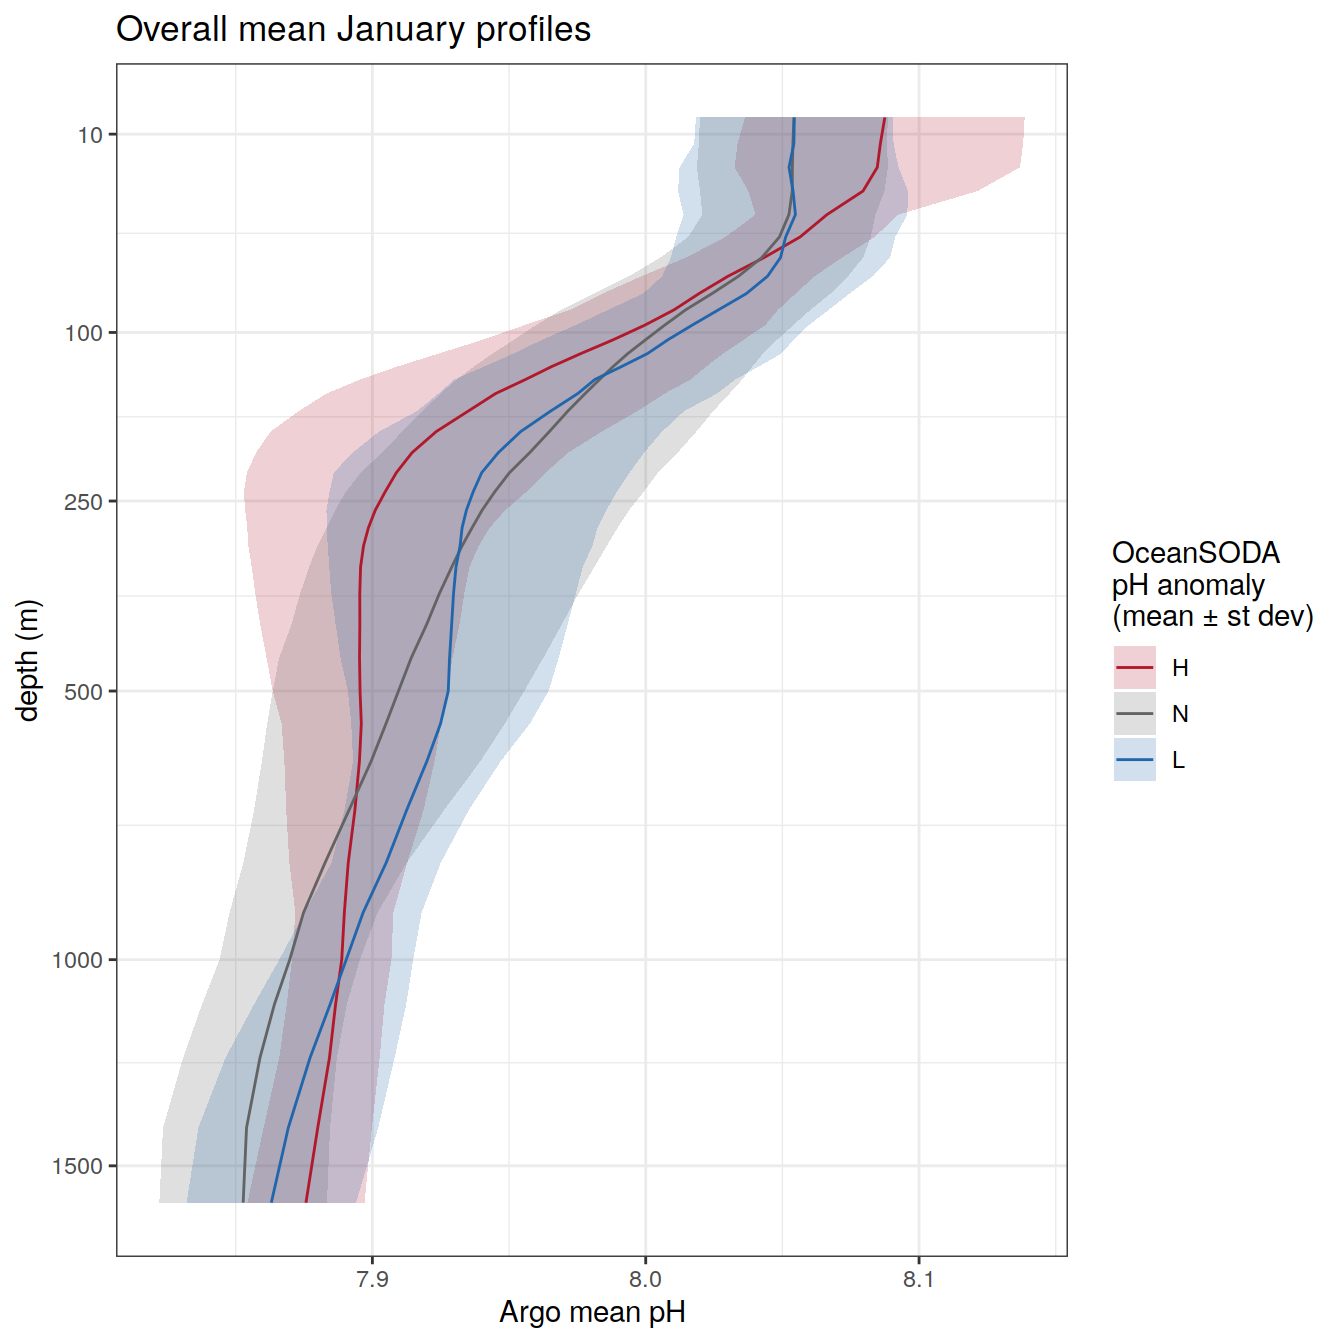 Overall mean January profiles
10
100
250
500
1000
1500
depth (m)
7.9
8.0
8.1
Argo mean pH
OceanSODA
pH anomaly
(mean ± st dev)
H
N
L